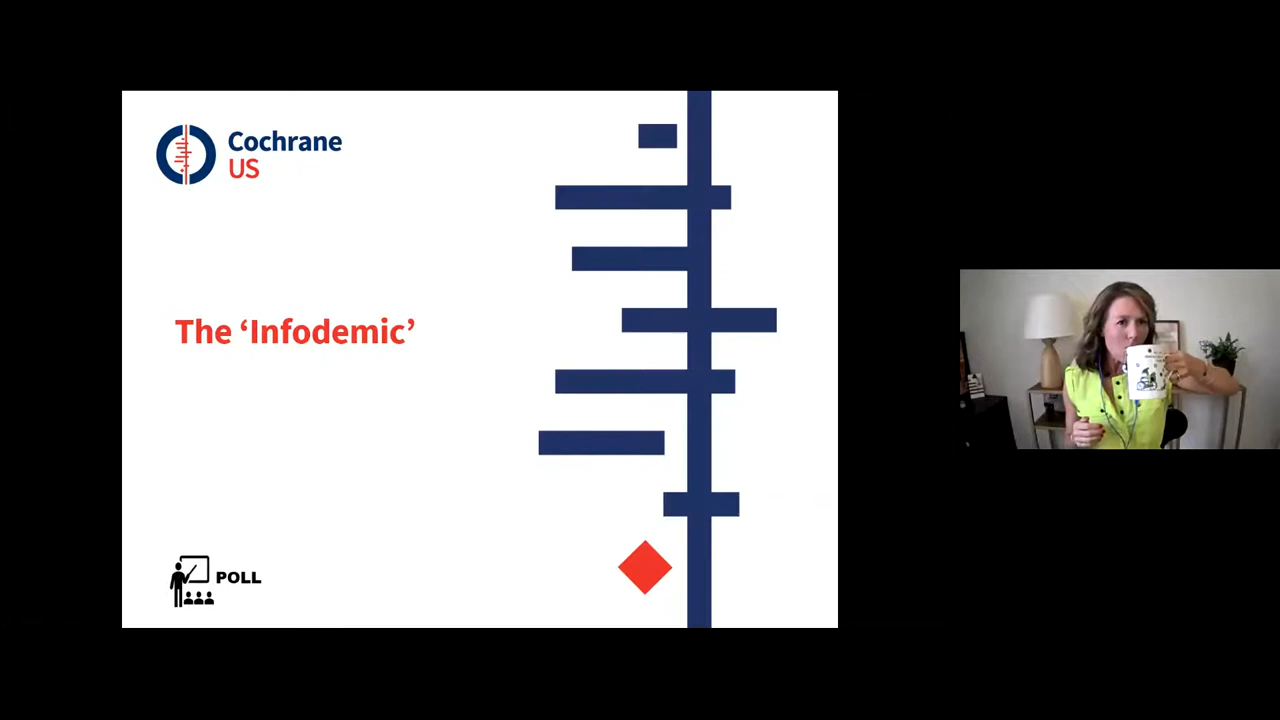 Cochrane
US
The ‘Infodemic’
POLL